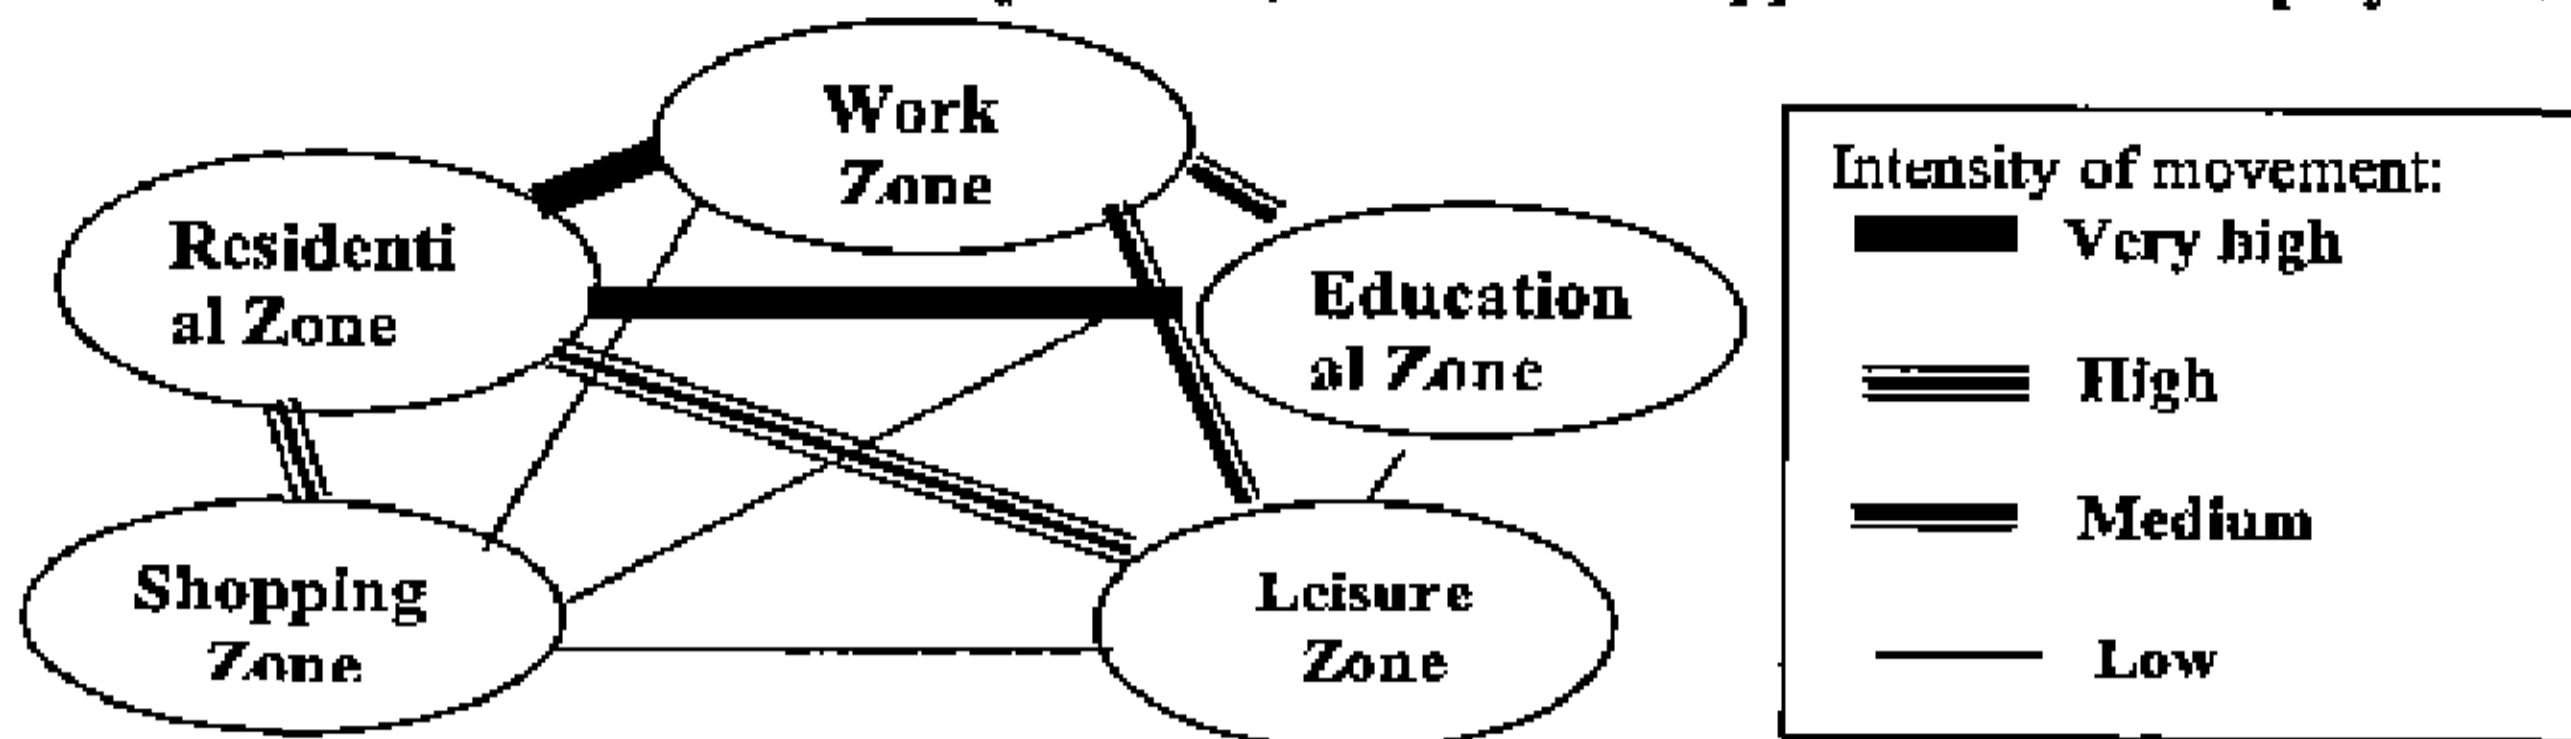 Work
Zone
Residenti
al Zone
Education
al Zone
Shopping
Zone
Leisure
Zone
Intensity of movement:
Very high
High
Medium
Low